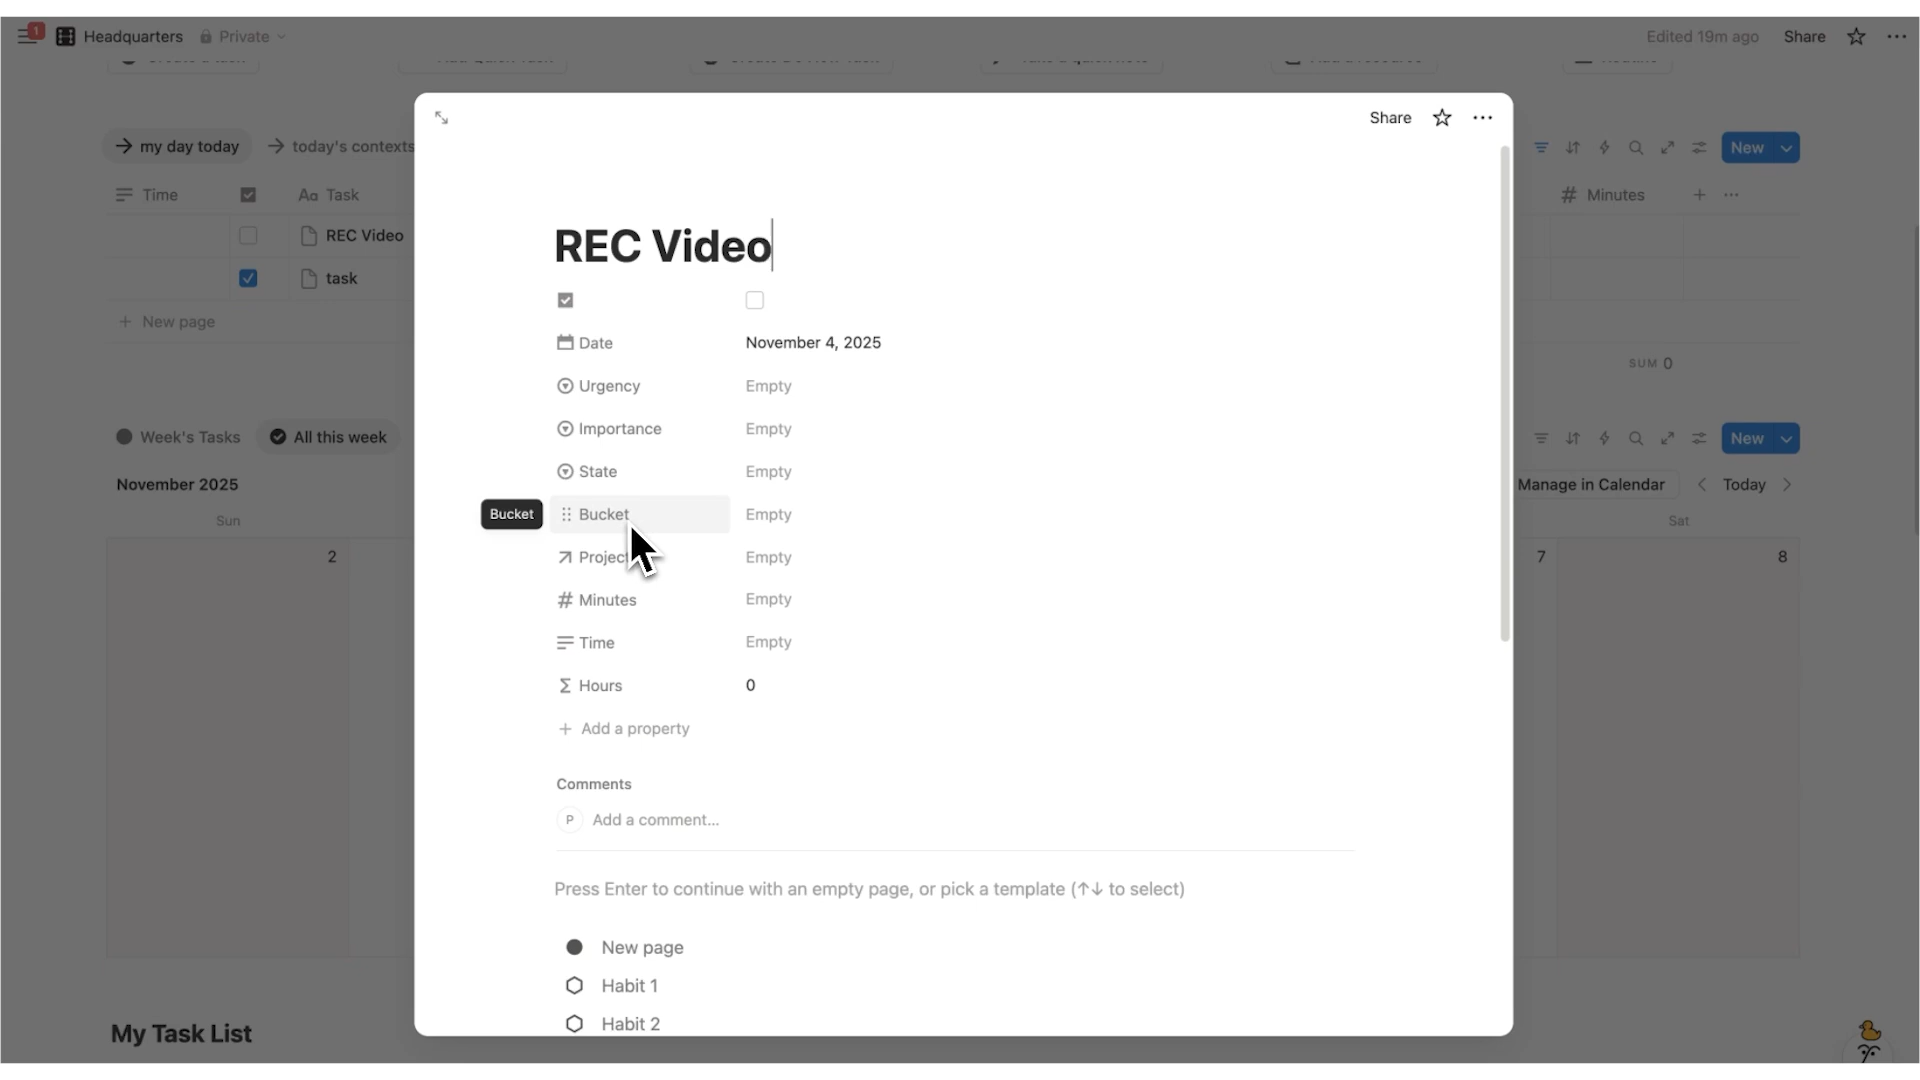 1
Headquarters Private
Edited 19m ago Share
my day today
today's contexts
New
Time
Aa Task
# Minutes
REC Video
task
New page
SUM 0
Week's Tasks
All this week
New
November 2025
Manage in Calendar
Today
Sun
Sat
2
7
8
My Task List
Share
REC Video
Date November 4, 2025
Urgency Empty
Importance Empty
State Empty
Bucket
Bucket Empty
Project Empty
# Minutes Empty
Time Empty
Σ Hours 0
+ Add a property
Comments
P Add a comment...
Press Enter to continue with an empty page, or pick a template (↑↓ to select)
New page
Habit 1
Habit 2